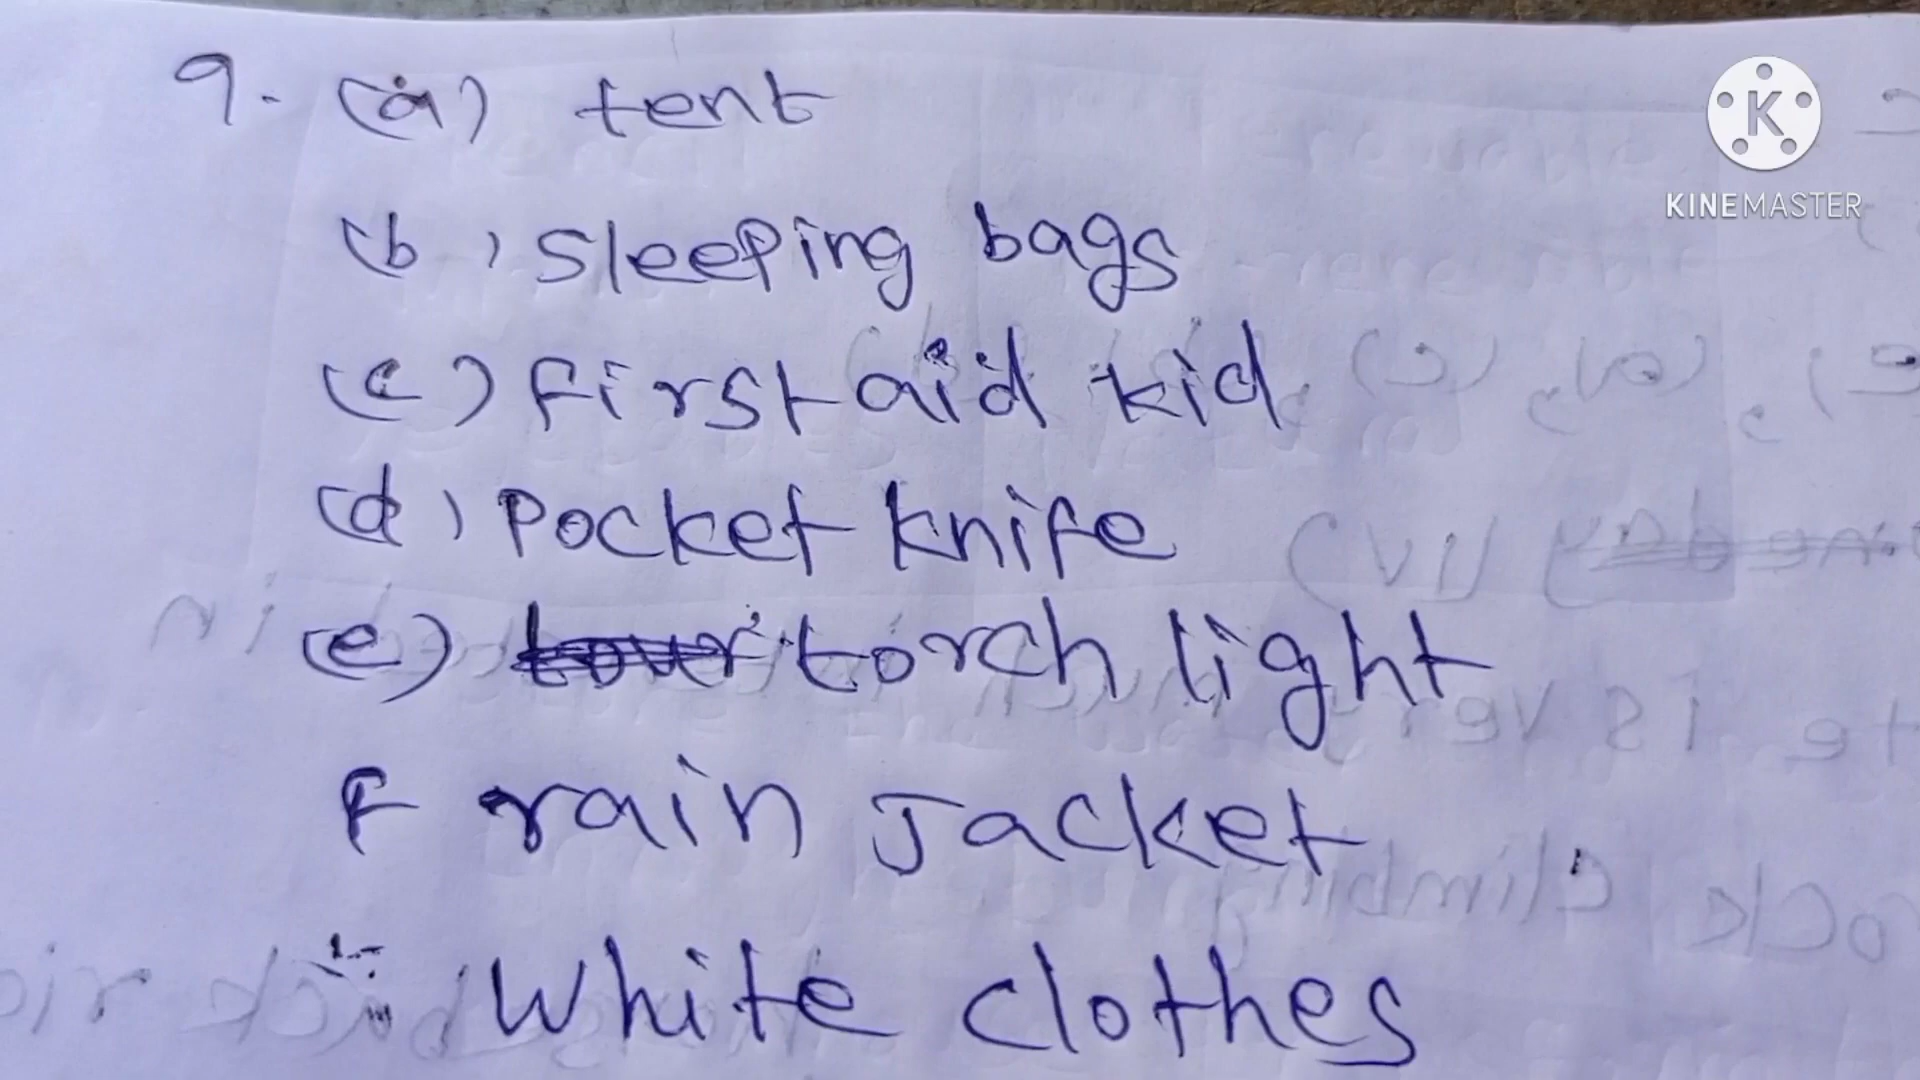 9. (a) tent
(b) Sleeping bags
(c) first aid kid
(d) Pocket knife
(e) torch light
F rain Jacket
White clothes
K
KINEMASTER